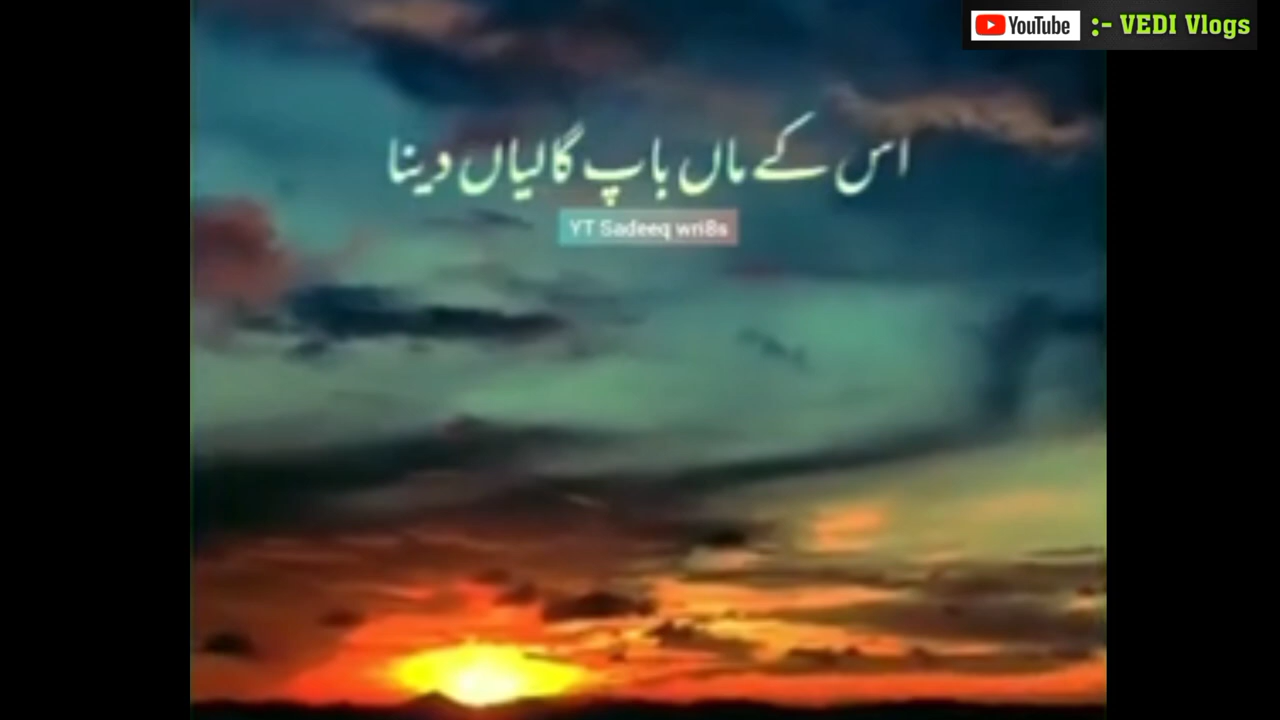 YouTube :- VEDI Vlogs
اس کے ماں باپ گالیاں دینا
YT Sadeeq wri8s